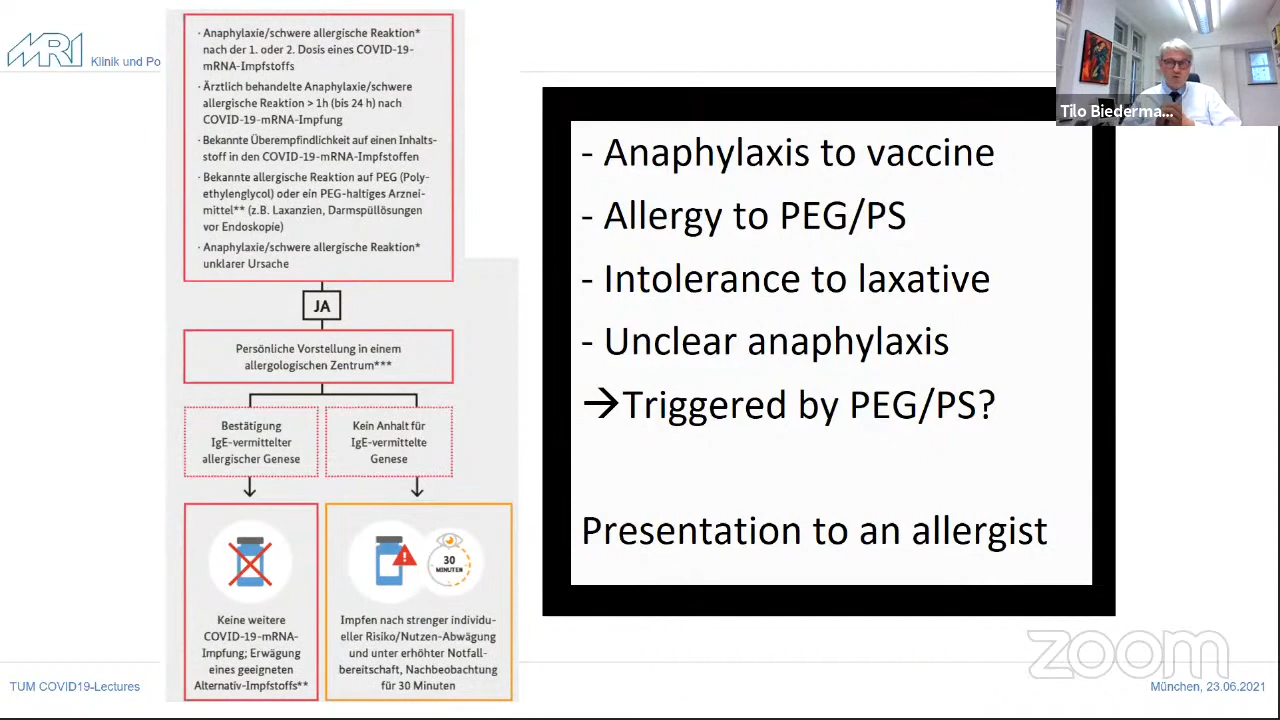 MRI
Klinik und Po
· Anaphylaxie/schwere allergische Reaktion*
nach der 1. oder 2. Dosis eines COVID-19-
mRNA-Impfstoffs
· Ärztlich behandelte Anaphylaxie/schwere
allergische Reaktion > 1h (bis 24 h) nach
COVID-19-mRNA-Impfung
· Bekannte Überempfindlichkeit auf einen Inhalts-
stoff in den COVID-19-mRNA-Impfstoffen
· Bekannte allergische Reaktion auf PEG (Poly-
ethylenglycol) oder ein PEG-haltiges Arznei-
mittel** (z.B. Laxanzien, Darmspüllösungen
vor Endoskopie)
· Anaphylaxie/schwere allergische Reaktion*
unklarer Ursache
JA
Persönliche Vorstellung in einem
allergologischen Zentrum***
Bestätigung
IgE-vermittelter
allergischer Genese
Kein Anhalt für
IgE-vermittelte
Genese
30
MINUTEN
Keine weitere
COVID-19-mRNA-
Impfung; Erwägung
eines geeigneten
Alternativ-Impfstoffs**
Impfen nach strenger individu-
eller Risiko/Nutzen-Abwägung
und unter erhöhter Notfall-
bereitschaft, Nachbeobachtung
für 30 Minuten
- Anaphylaxis to vaccine
- Allergy to PEG/PS
- Intolerance to laxative
- Unclear anaphylaxis
→Triggered by PEG/PS?
Presentation to an allergist
Tilo Biederma...
zoom
TUM COVID19-Lectures
München, 23.06.2021